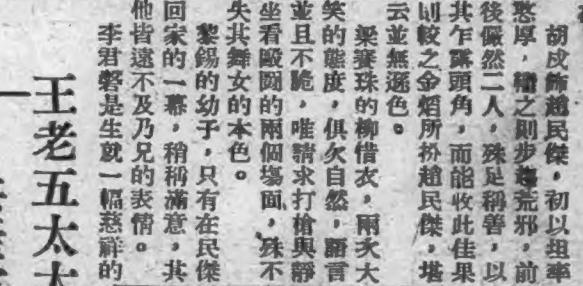 胡戍飾趙民傑，初以坦率
憨厚，繼之則步趨荒邪，前
後儼然二人，殊足稱善，以
其乍露頭角，而能收此佳果
則較之金焰所扮趙民傑，堪
云並無遜色。
梁賽珠的柳惜衣，兩次大
笑的態度，俱欠自然，語言
並且不脆，唯請求打槍與靜
坐看毆鬪的兩個塲面，殊不
失其舞女的本色。
黎錫的幼子，只有在民傑
回家的一幕，稍稱滿意，其
他皆遠不及乃兄的表情。
李君磐是生就一幅慈祥的
王老五太太